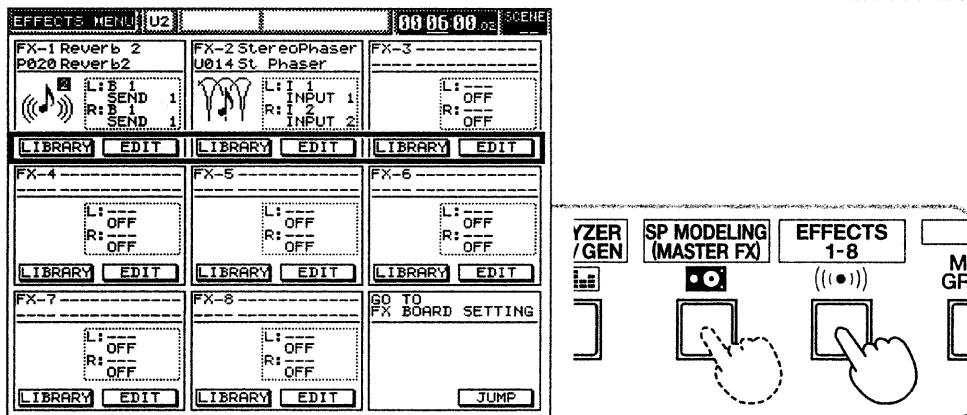 EFFECTS MENU U2 00 06 00.02 SCENE
FX-1 Reverb 2
P020 Reverb2
2
L: B 1
SEND 1
R: B 1
SEND 1
LIBRARY EDIT
FX-2 StereoPhaser
U014 St Phaser
L: I 1
INPUT 1
R: I 2
INPUT 2
LIBRARY EDIT
FX-3 ---------------
---- ---------------
L: ---
OFF
R: ---
OFF
LIBRARY EDIT
FX-4 ---------------
---- ---------------
L: ---
OFF
R: ---
OFF
LIBRARY EDIT
FX-5 ---------------
---- ---------------
L: ---
OFF
R: ---
OFF
LIBRARY EDIT
FX-6 ---------------
---- ---------------
L: ---
OFF
R: ---
OFF
LIBRARY EDIT
FX-7 ---------------
---- ---------------
L: ---
OFF
R: ---
OFF
LIBRARY EDIT
FX-8 ---------------
---- ---------------
L: ---
OFF
R: ---
OFF
LIBRARY EDIT
GO TO
FX BOARD SETTING
JUMP
YZER
/GEN
SP MODELING
(MASTER FX)
EFFECTS
1-8
M
GR